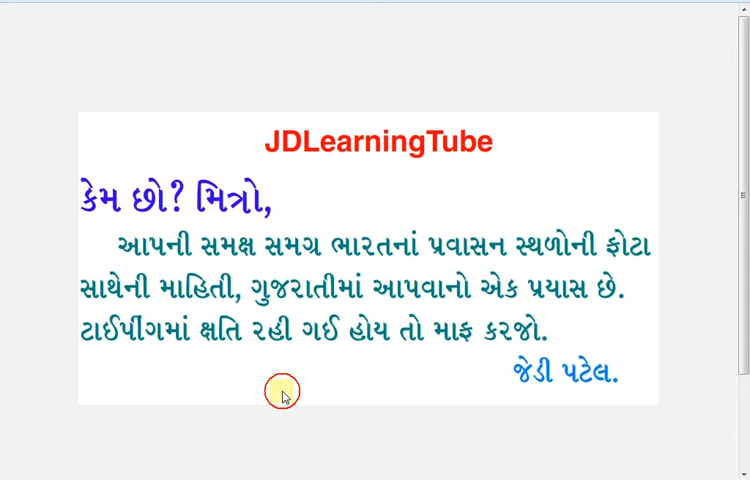 JDLearningTube
કેમ છો? મિત્રો,
આપની સમક્ષ સમગ્ર ભારતનાં પ્રવાસન સ્થળોની ફોટા
સાથેની માહિતી, ગુજરાતીમાં આપવાનો એક પ્રયાસ છે.
ટાઈપીંગમાં ક્ષતિ રહી ગઈ હોય તો માફ કરજો.
જેડી પટેલ.